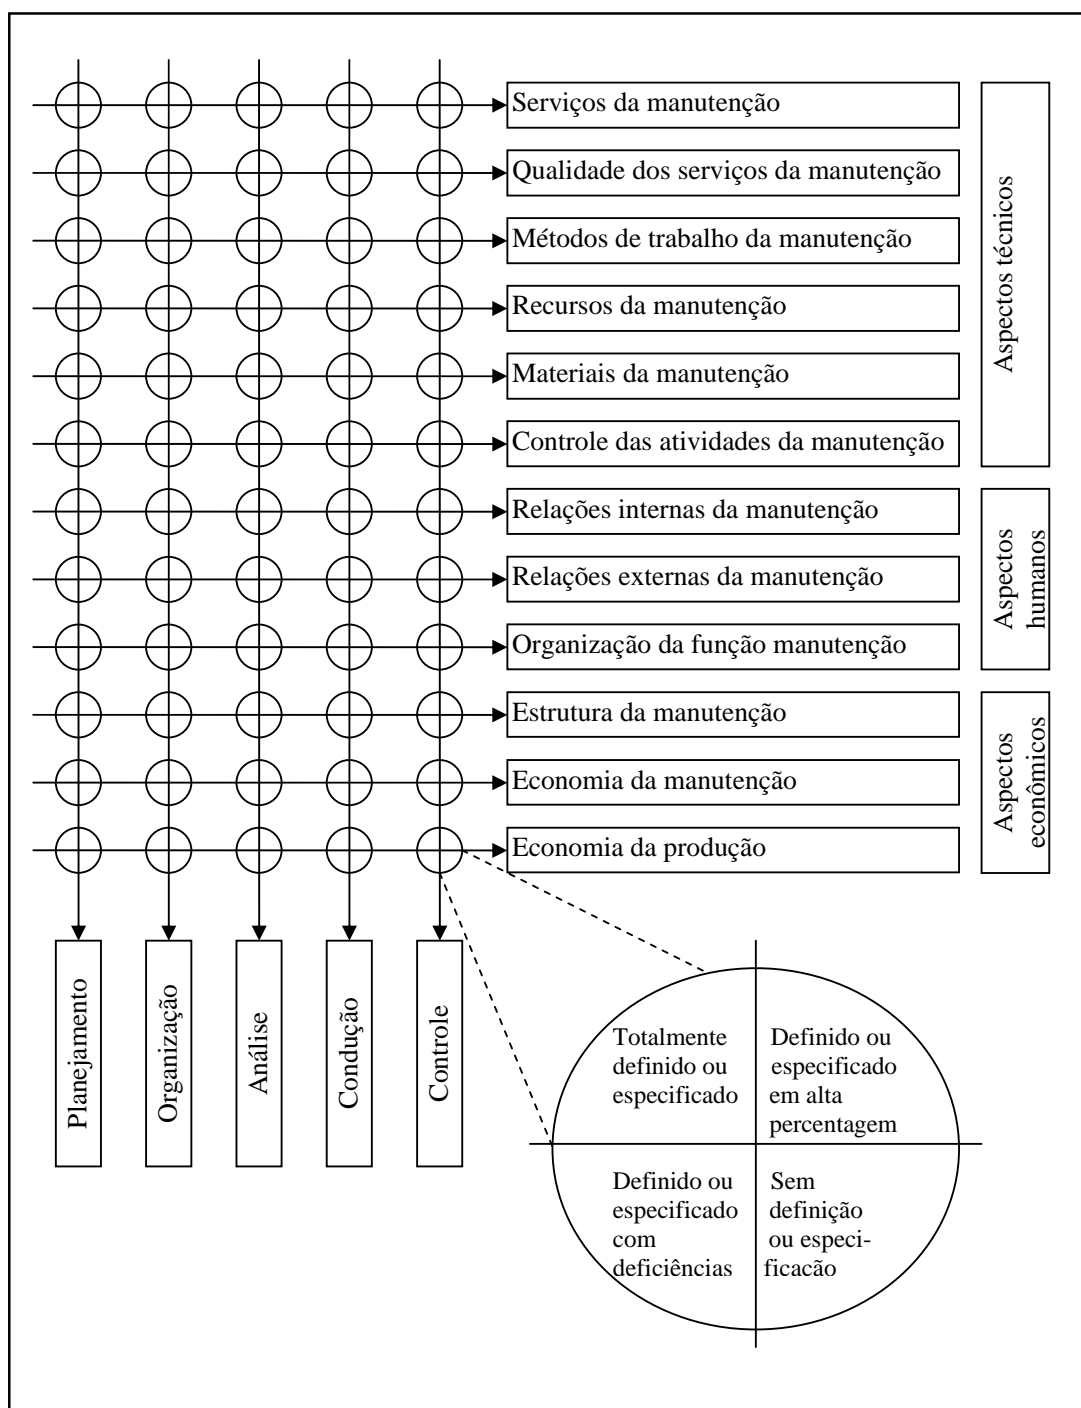 Serviços da manutenção
Qualidade dos serviços da manutenção
Métodos de trabalho da manutenção
Recursos da manutenção
Materiais da manutenção
Controle das atividades da manutenção
Aspectos técnicos
Relações internas da manutenção
Relações externas da manutenção
Organização da função manutenção
Aspectos
humanos
Estrutura da manutenção
Economia da manutenção
Economia da produção
Aspectos
econômicos
Planejamento
Organização
Análise
Condução
Controle
Totalmente
definido ou
especificado
Definido ou
especificado
em alta
percentagem
Definido ou
especificado
com
deficiências
Sem
definição
ou especi-
ficacão